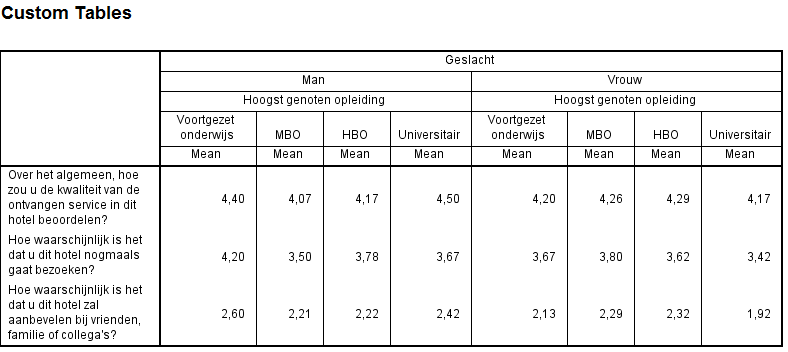 Custom Tables
Geslacht
Man Vrouw
Hoogst genoten opleiding Hoogst genoten opleiding
Voortgezet onderwijs MBO HBO Universitair Voortgezet onderwijs MBO HBO Universitair
Mean Mean Mean Mean Mean Mean Mean Mean
Over het algemeen, hoe
zou u de kwaliteit van de
ontvangen service in dit
hotel beoordelen?
4,40 4,07 4,17 4,50 4,20 4,26 4,29 4,17
Hoe waarschijnlijk is het
dat u dit hotel nogmaals
gaat bezoeken?
4,20 3,50 3,78 3,67 3,67 3,80 3,62 3,42
Hoe waarschijnlijk is het
dat u dit hotel zal
aanbevelen bij vrienden,
familie of collega's?
2,60 2,21 2,22 2,42 2,13 2,29 2,32 1,92